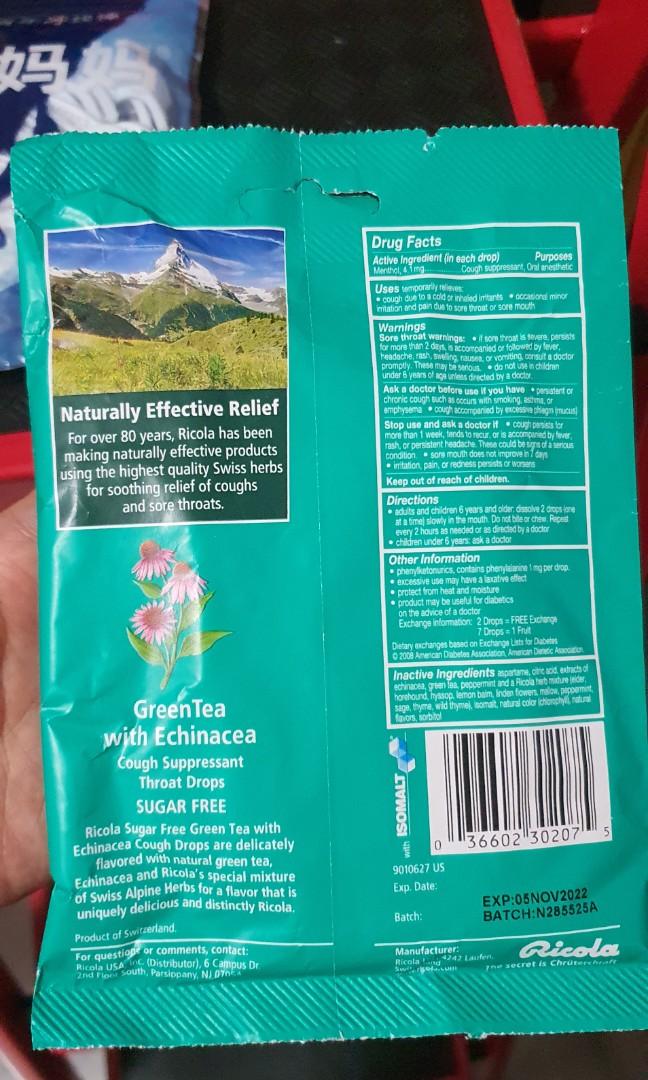 妈妈
Naturally Effective Relief
For over 80 years, Ricola has been
making naturally effective products
using the highest quality Swiss herbs
for soothing relief of coughs
and sore throats.
GreenTea
with Echinacea
Cough Suppressant
Throat Drops
SUGAR FREE
Ricola Sugar Free Green Tea with
Echinacea Cough Drops are delicately
flavored with natural green tea,
Echinacea and Ricola's special mixture
of Swiss Alpine Herbs for a flavor that is
uniquely delicious and distinctly Ricola.
Product of Switzerland.
For questions or comments, contact:
Ricola USA, Inc. (Distributor), 6 Campus Dr.
2nd Floor South, Parsippany, NJ
Drug Facts
Active Ingredient (in each drop) Purposes
Menthol, 4.1mg Cough suppressant, Oral anesthetic
Uses temporarily relieves:
• cough due to a cold or inhaled irritants • occasional minor
irritation and pain due to sore throat or sore mouth
Warnings
Sore throat warnings: • if sore throat is severe, persists
for more than 2 days, is accompanied or followed by fever,
headache, rash, swelling, nausea, or vomiting, consult a doctor
promptly. These may be serious. • do not use in children
under 6 years of age unless directed by a doctor.
Ask a doctor before use if you have • persistent or
chronic cough such as occurs with smoking, asthma, or
emphysema • cough accompanied by excessive phlegm (mucus)
Stop use and ask a doctor if • cough persists for
more than 1 week, tends to recur, or is accompanied by fever,
rash, or persistent headache. These could be signs of a serious
condition. • sore mouth does not improve in 7 days
• irritation, pain, or redness persists or worsens
Keep out of reach of children.
Directions
• adults and children 6 years and older: dissolve 2 drops (one
at a time) slowly in the mouth. Do not bite or chew. Repeat
every 2 hours as needed or as directed by a doctor
• children under 6 years: ask a doctor
Other Information
• phenylketonurics, contains phenylalanine 1 mg per drop.
• excessive use may have a laxative effect
• protect from heat and moisture
• product may be useful for diabetics
on the advice of a doctor
Exchange information: 2 Drops = FREE Exchange
7 Drops = 1 Fruit
Dietary exchanges based on Exchange Lists for Diabetes
© 2008 American Diabetes Association, American Dietetic Association
Inactive Ingredients aspartame, citric acid, extracts of
echinacea, green tea, peppermint and a Ricola herb mixture (elder,
horehound, hyssop, lemon balm, linden flowers, mallow, peppermint,
sage, thyme, wild thyme), isomalt, natural color (chlorophyll), natural
flavors, sorbitol
with ISOMALT
0 36602 30207 5
9010627 US
Exp. Date:
EXP:05NOV2022
Batch:
BATCH:N285525A
Manufacturer:
Ricola 4242 Laufen,
Ricola
The secret is Chrüterchraft